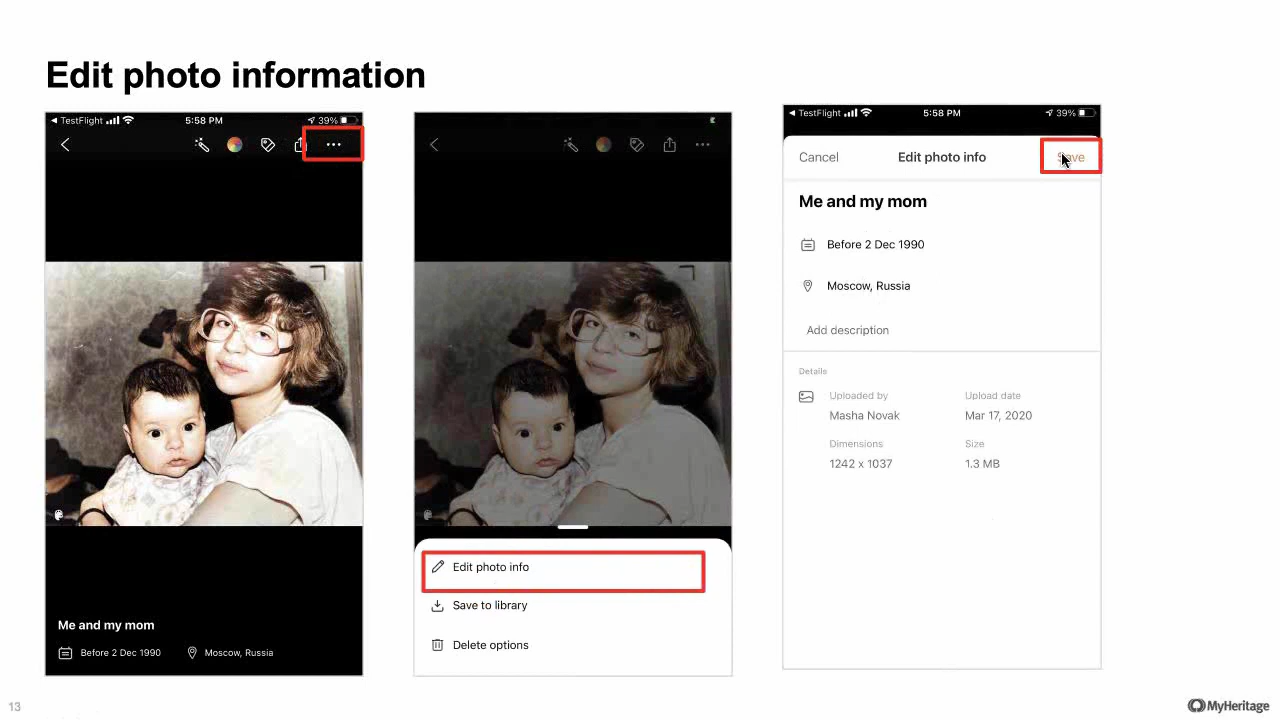 Edit photo information
TestFlight
5:58 PM
39%
Me and my mom
Before 2 Dec 1990
Moscow, Russia
Edit photo info
Save to library
Delete options
TestFlight
5:58 PM
39%
Cancel
Edit photo info
Save
Me and my mom
Before 2 Dec 1990
Moscow, Russia
Add description
Details
Uploaded by
Upload date
Masha Novak
Mar 17, 2020
Dimensions
Size
1242 x 1037
1.3 MB
13
MyHeritage